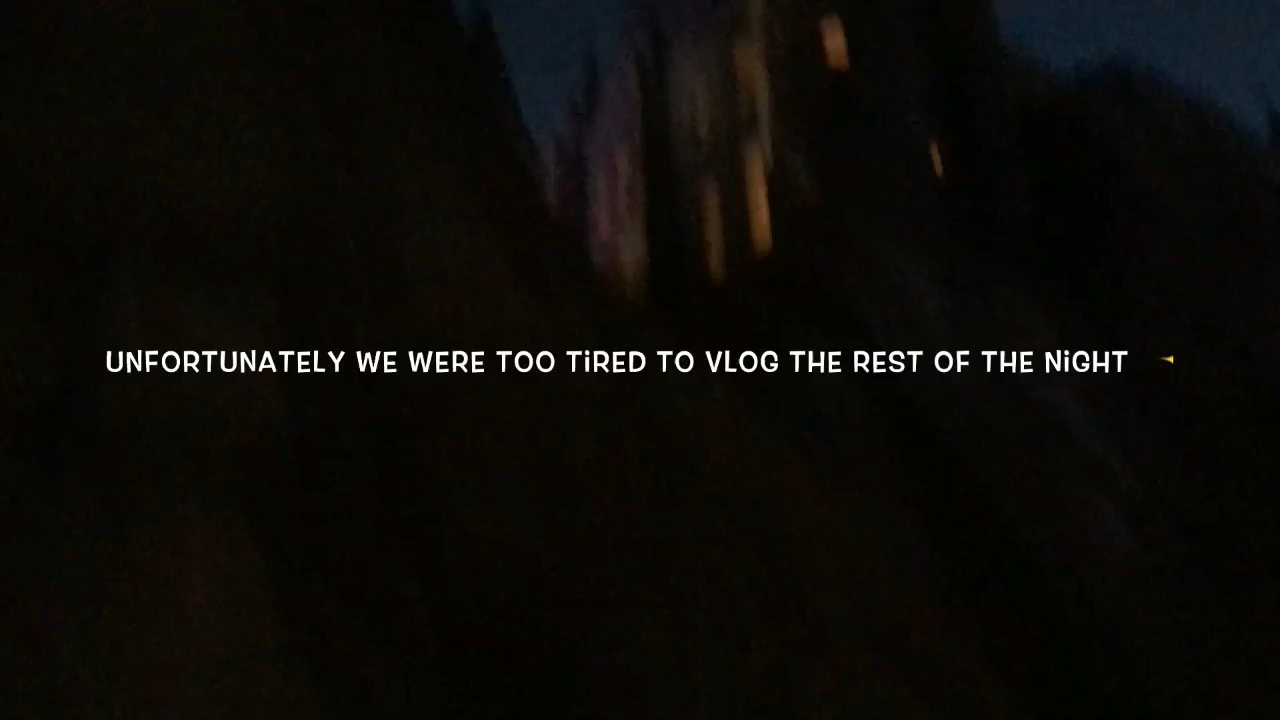 UNFORTUNATELY WE WERE TOO TiRED TO VLOG THE REST OF THE NiGHT